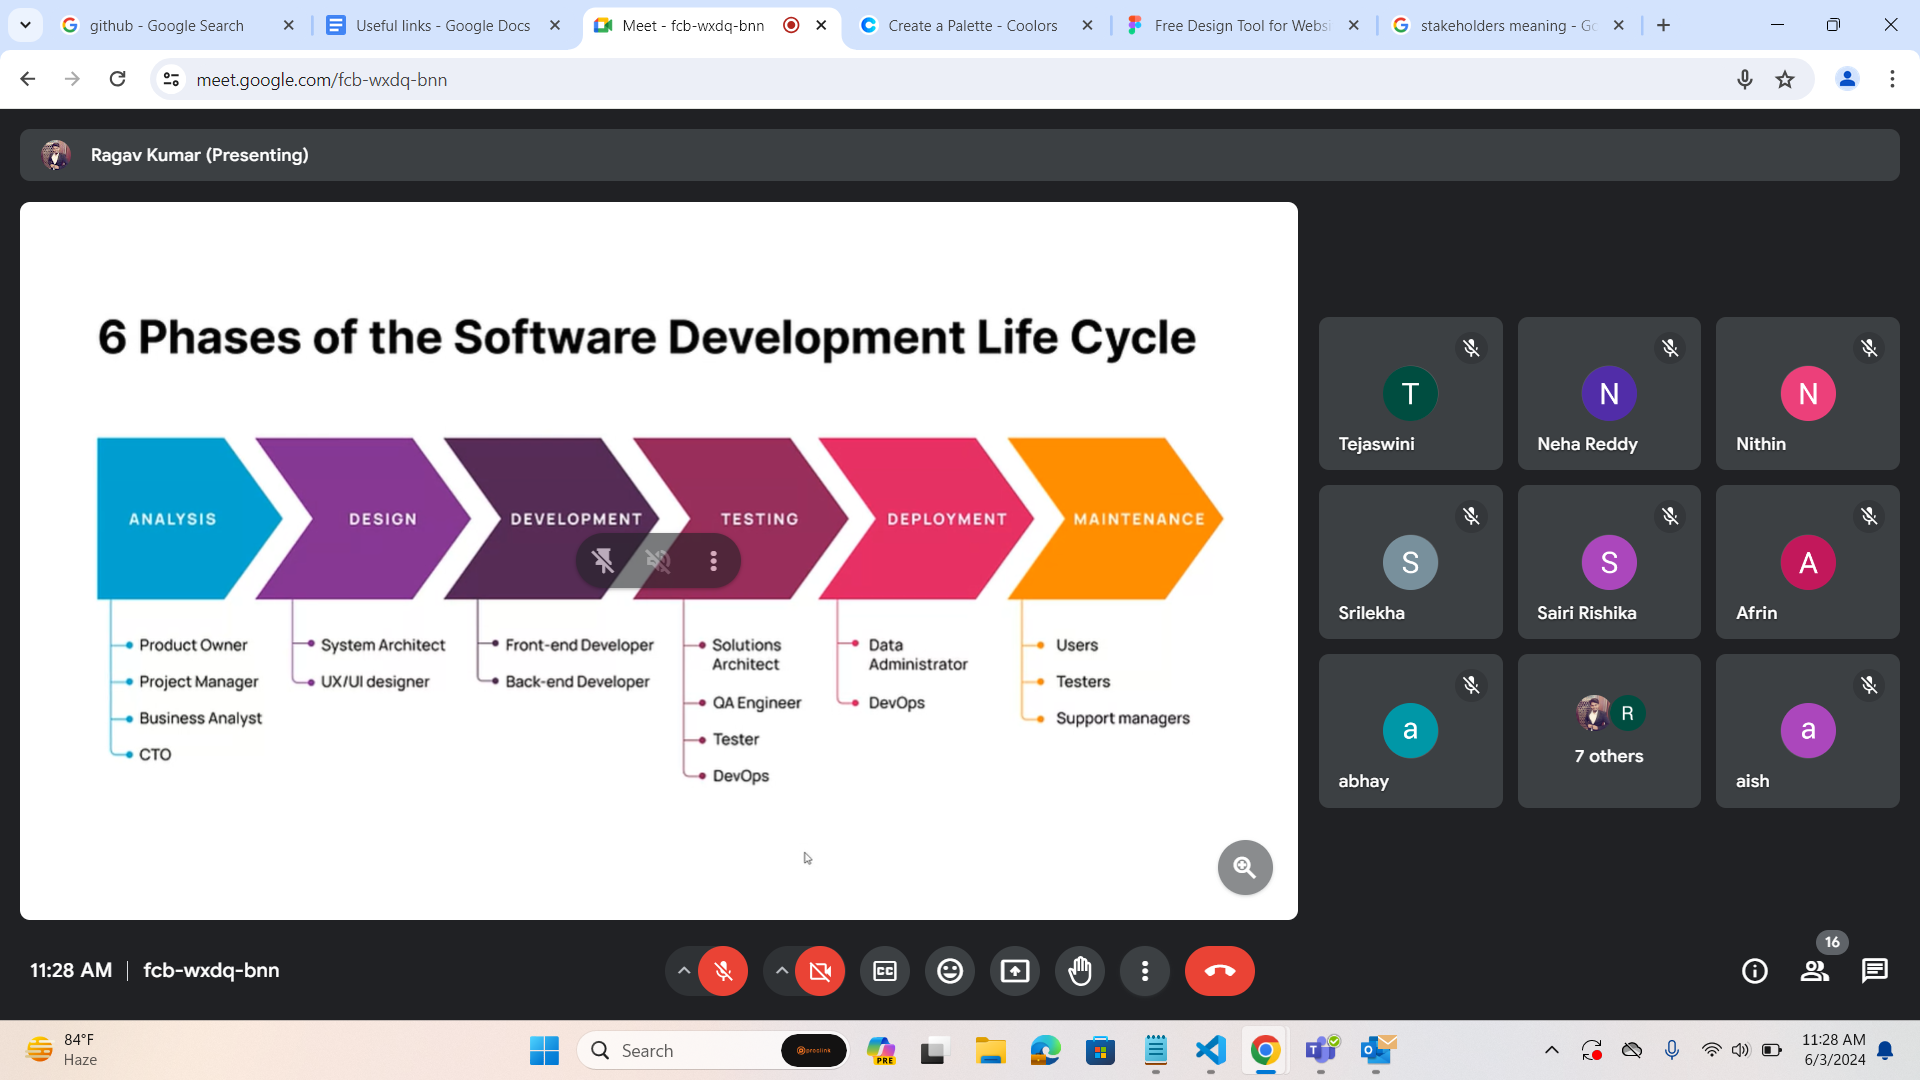 github - Google Search
Useful links - Google Docs
Meet - fcb-wxdq-bnn
Create a Palette - Coolors
Free Design Tool for Websi
stakeholders meaning - Go
meet.google.com/fcb-wxdq-bnn
Ragav Kumar (Presenting)
6 Phases of the Software Development Life Cycle
ANALYSIS
DESIGN
DEVELOPMENT
TESTING
DEPLOYMENT
MAINTENANCE
Product Owner
Project Manager
Business Analyst
CTO
System Architect
UX/UI designer
Front-end Developer
Back-end Developer
Solutions
Architect
QA Engineer
Tester
DevOps
Data
Administrator
DevOps
Users
Testers
Support managers
T
Tejaswini
N
Neha Reddy
N
Nithin
S
Srilekha
S
Sairi Rishika
A
Afrin
a
abhay
R
7 others
a
aish
11:28 AM | fcb-wxdq-bnn
CC
16
84°F
Haze
Search
prolink
PRE
11:28 AM
6/3/2024